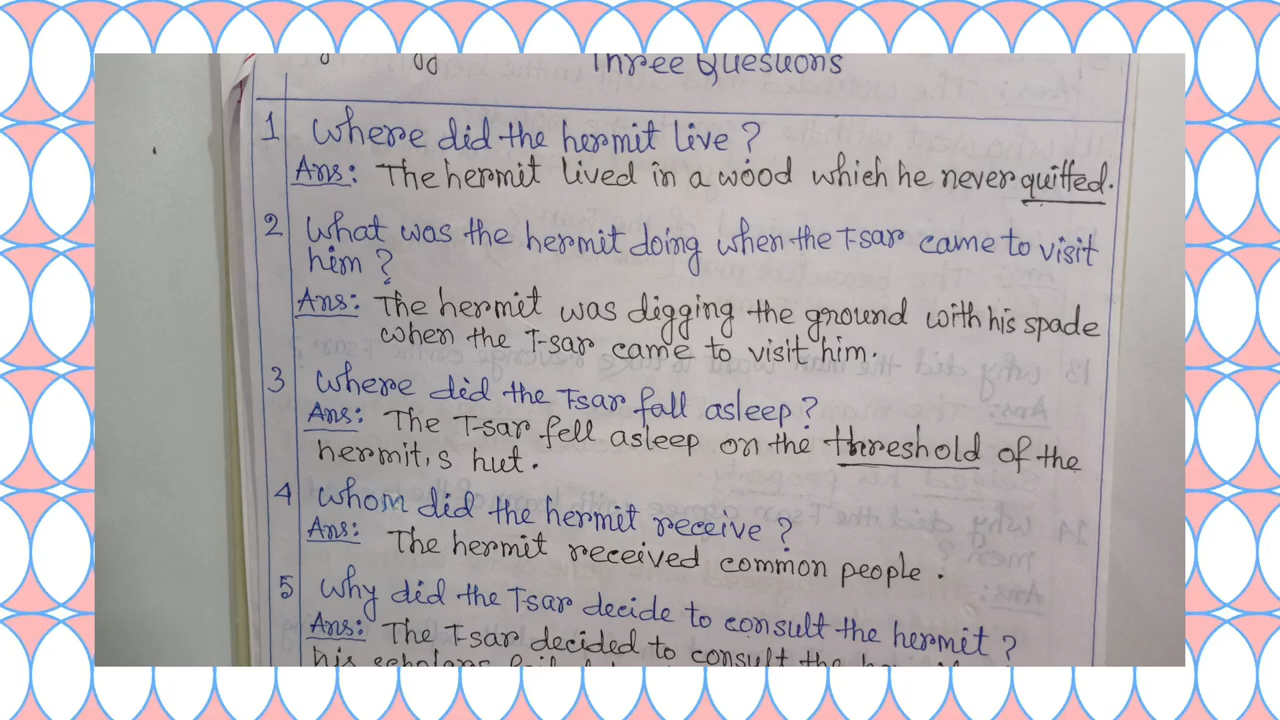 Three Questions
1 Where did the hermit live?
Ans: The hermit lived in a wood which he never quitted.
2 What was the hermit doing when the T-sar came to visit
him?
Ans: The hermit was digging the ground with his spade
when the T-sar came to visit him.
3 Where did the Tsar fall asleep?
Ans: The T-sar fell asleep on the threshold of the
hermit,s hut.
4 Whom did the hermit receive?
Ans: The hermit received common people.
5 Why did the Tsar decide to consult the hermit?
Ans: The T-sar decided to consult the
his scholars